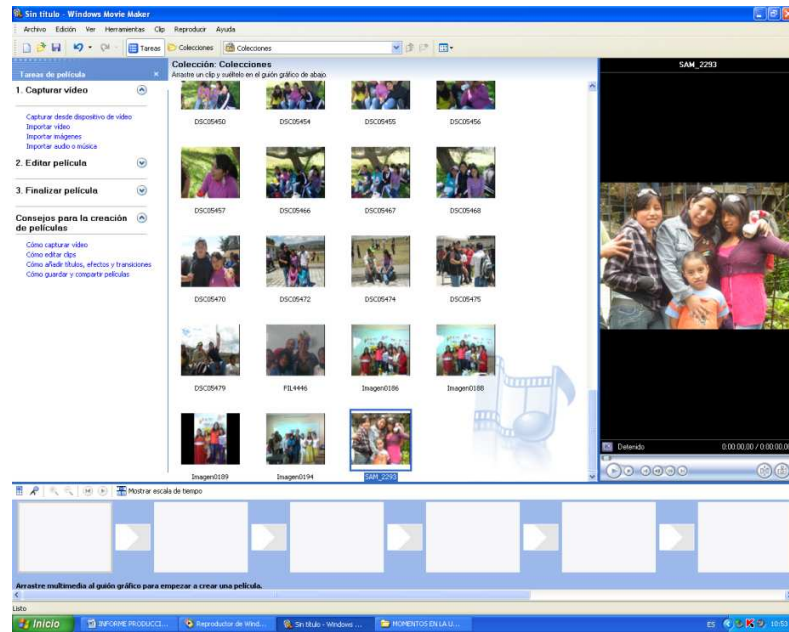 Sin título - Windows Movie Maker
Archivo Edición Ver Herramientas Clip Reproducir Ayuda
Tareas Colecciones Colecciones
Tareas de película
1. Capturar vídeo
Capturar desde dispositivo de vídeo
Importar vídeo
Importar imágenes
Importar audio o música
2. Editar película
3. Finalizar película
Consejos para la creación
de películas
Cómo capturar vídeo
Cómo editar clips
Cómo añadir títulos, efectos y transiciones
Cómo guardar y compartir películas
Colección: Colecciones
Arrastre un clip y suéltelo en el guión gráfico de abajo.
DSC05450 DSC05454 DSC05455 DSC05456
DSC05457 DSC05466 DSC05467 DSC05468
DSC05470 DSC05472 DSC05474 DSC05475
DSC05479 FIL4446 Imagen0186 Imagen0188
Imagen0189 Imagen0194 SAM_2293
SAM_2293
Detenido 0:00:00,00 / 0:00:00,00
Mostrar escala de tiempo
Arrastre multimedia al guión gráfico para empezar a crear una película.
Listo
Inicio INFORME PRODUCCI... Reproductor de Wind... Sin título - Windows ... MOMENTOS EN LA U... ES 10:53